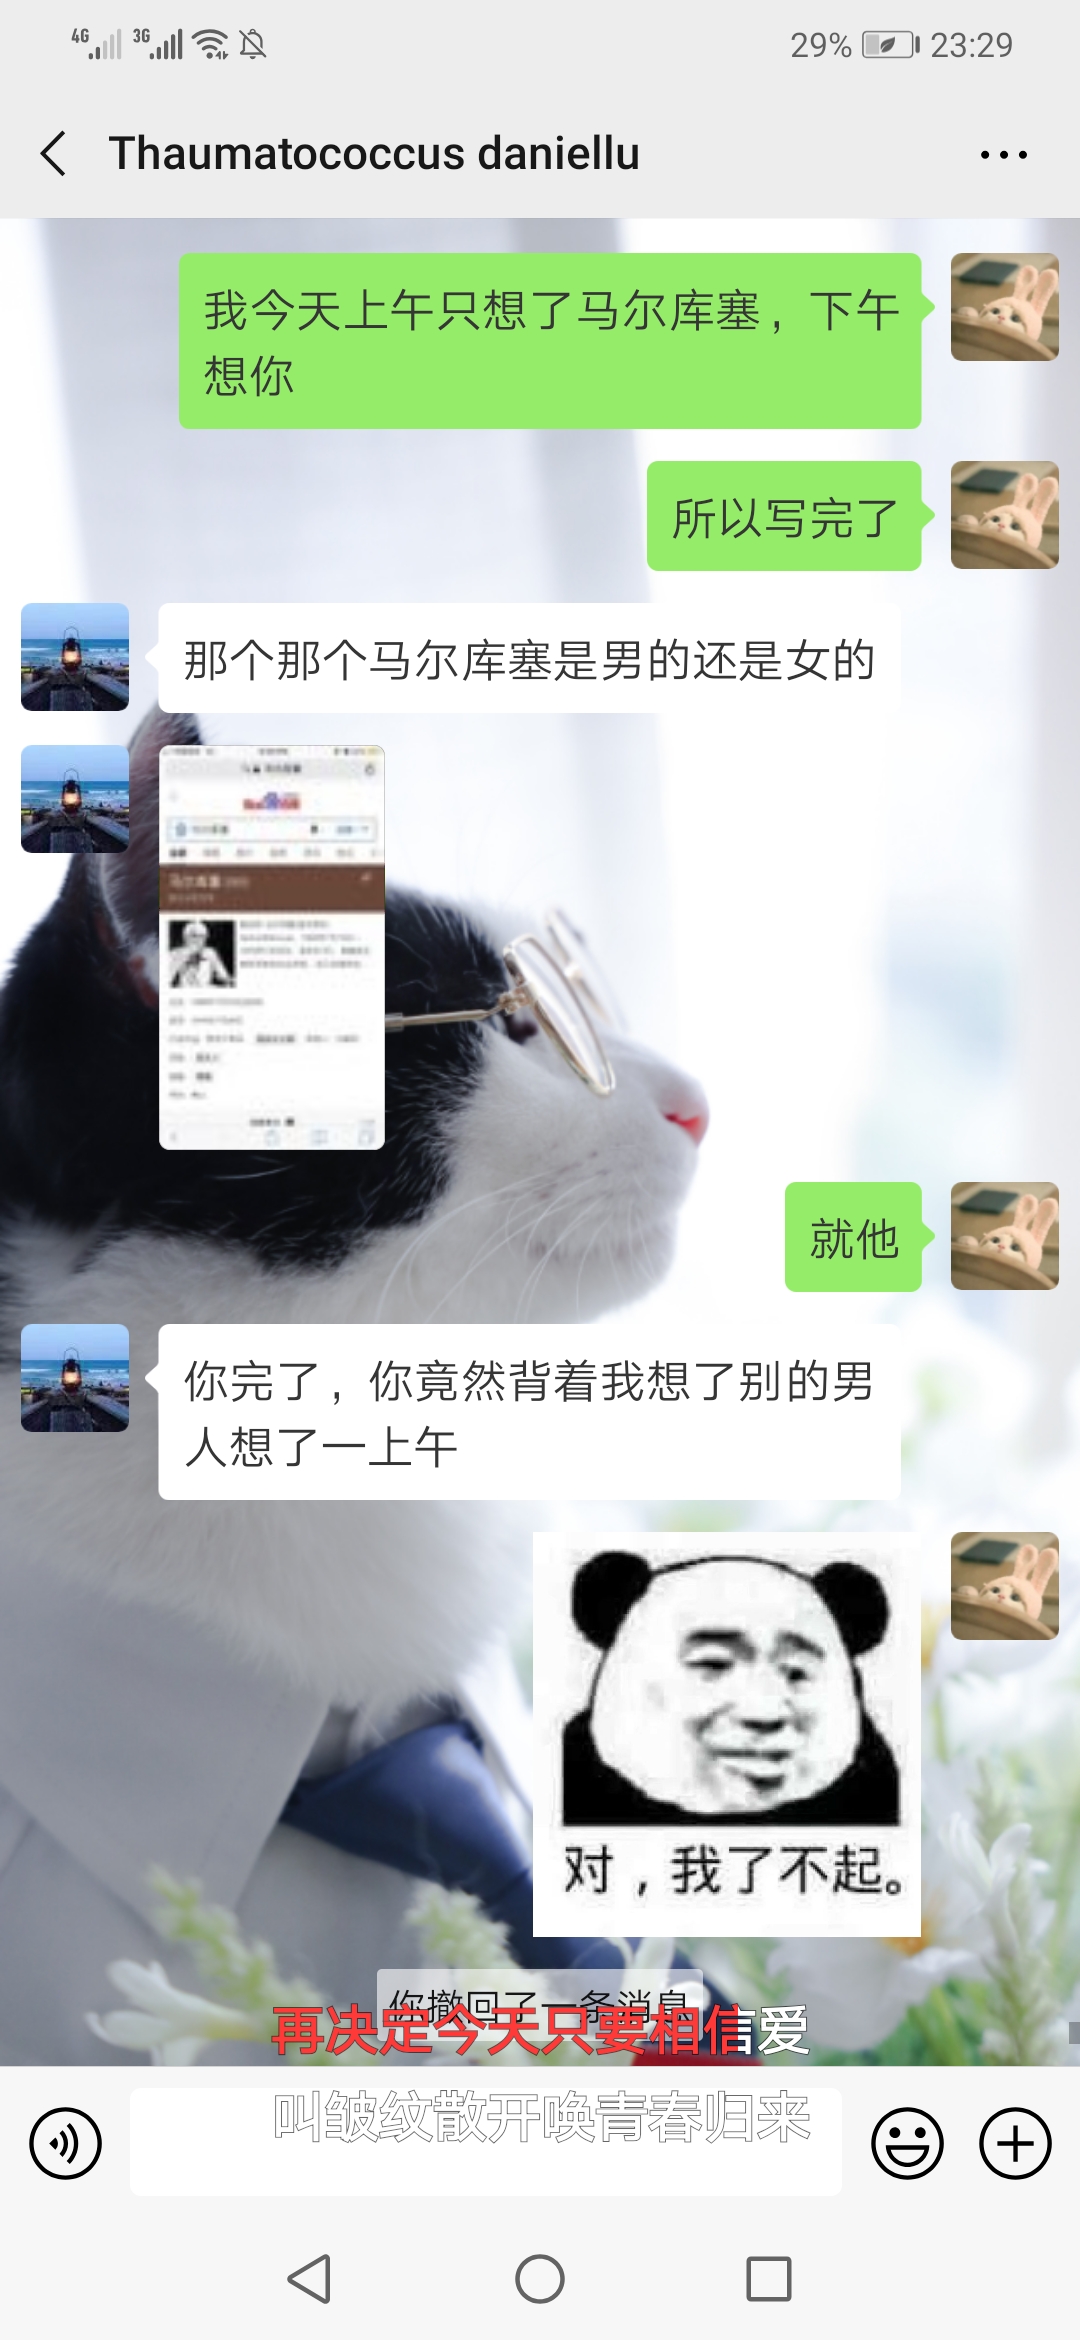 4G 3G 29% 23:29
Thaumatococcus daniellu
我今天上午只想了马尔库塞，下午
想你
所以写完了
那个那个马尔库塞是男的还是女的
马尔库塞
就他
你完了，你竟然背着我想了别的男
人想了一上午
对，我了不起。
你撤回了一条消息
再决定今天只要相信爱
叫皱纹散开唤青春归来